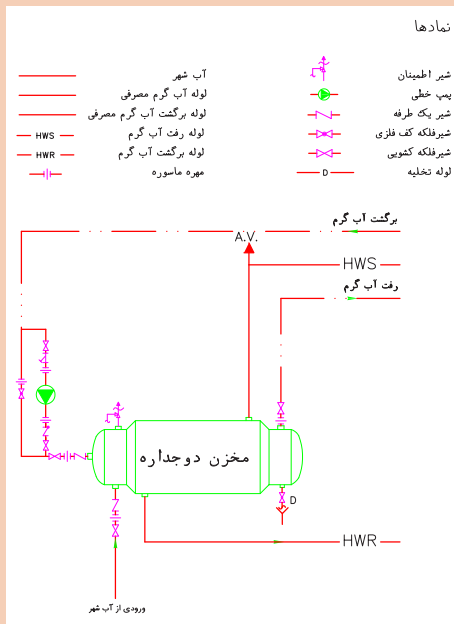 نمادها
شیر اطمینان
پمپ خطی
شیر یک طرفه
شیرفلکه کف فلزی
شیرفلکه کشویی
لوله تخلیه
D
آب شهر
لوله آب گرم مصرفی
لوله برگشت آب گرم مصرفی
لوله رفت آب گرم
HWS
لوله برگشت آب گرم
HWR
مهره ماسوره
برگشت آب گرم
A.V.
HWS
رفت آب گرم
مخزن دوجداره
D
HWR
ورودی از آب شهر